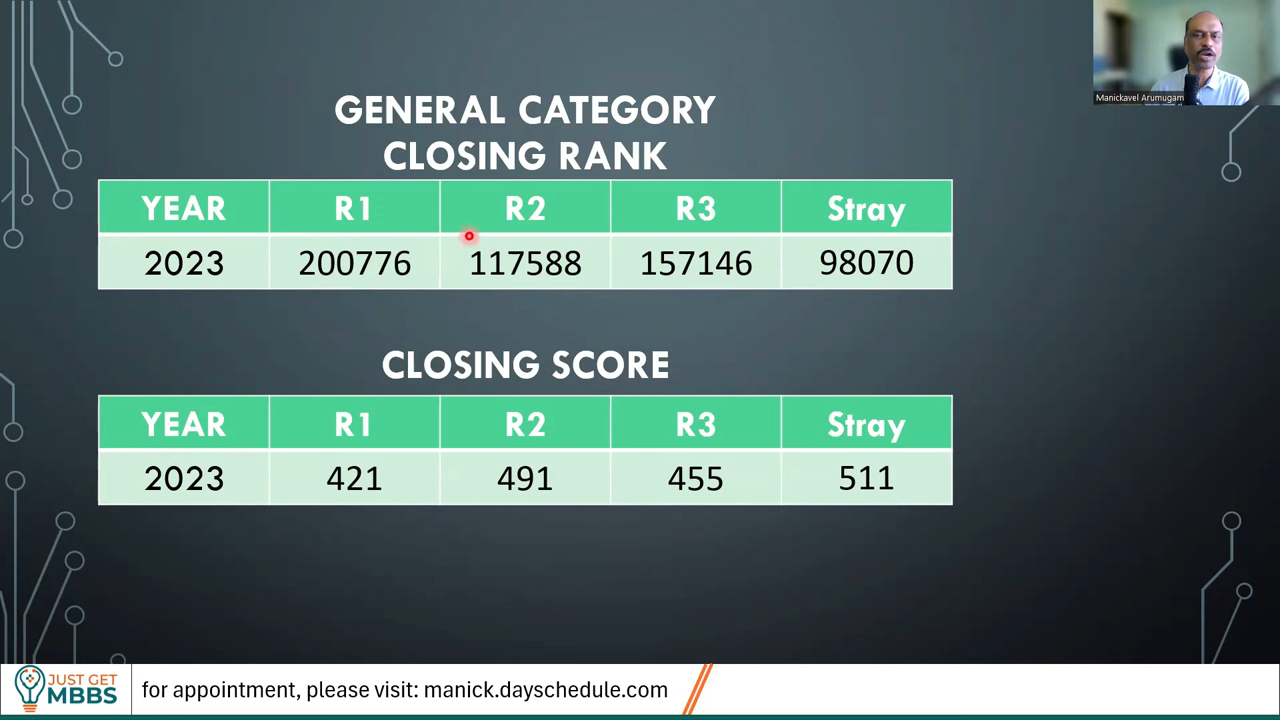 Manickavel Arumugam
GENERAL CATEGORY
CLOSING RANK
YEAR R1 R2 R3 Stray
2023 200776 117588 157146 98070
CLOSING SCORE
YEAR R1 R2 R3 Stray
2023 421 491 455 511
JUST GET
MBBS
for appointment, please visit: manick.dayschedule.com